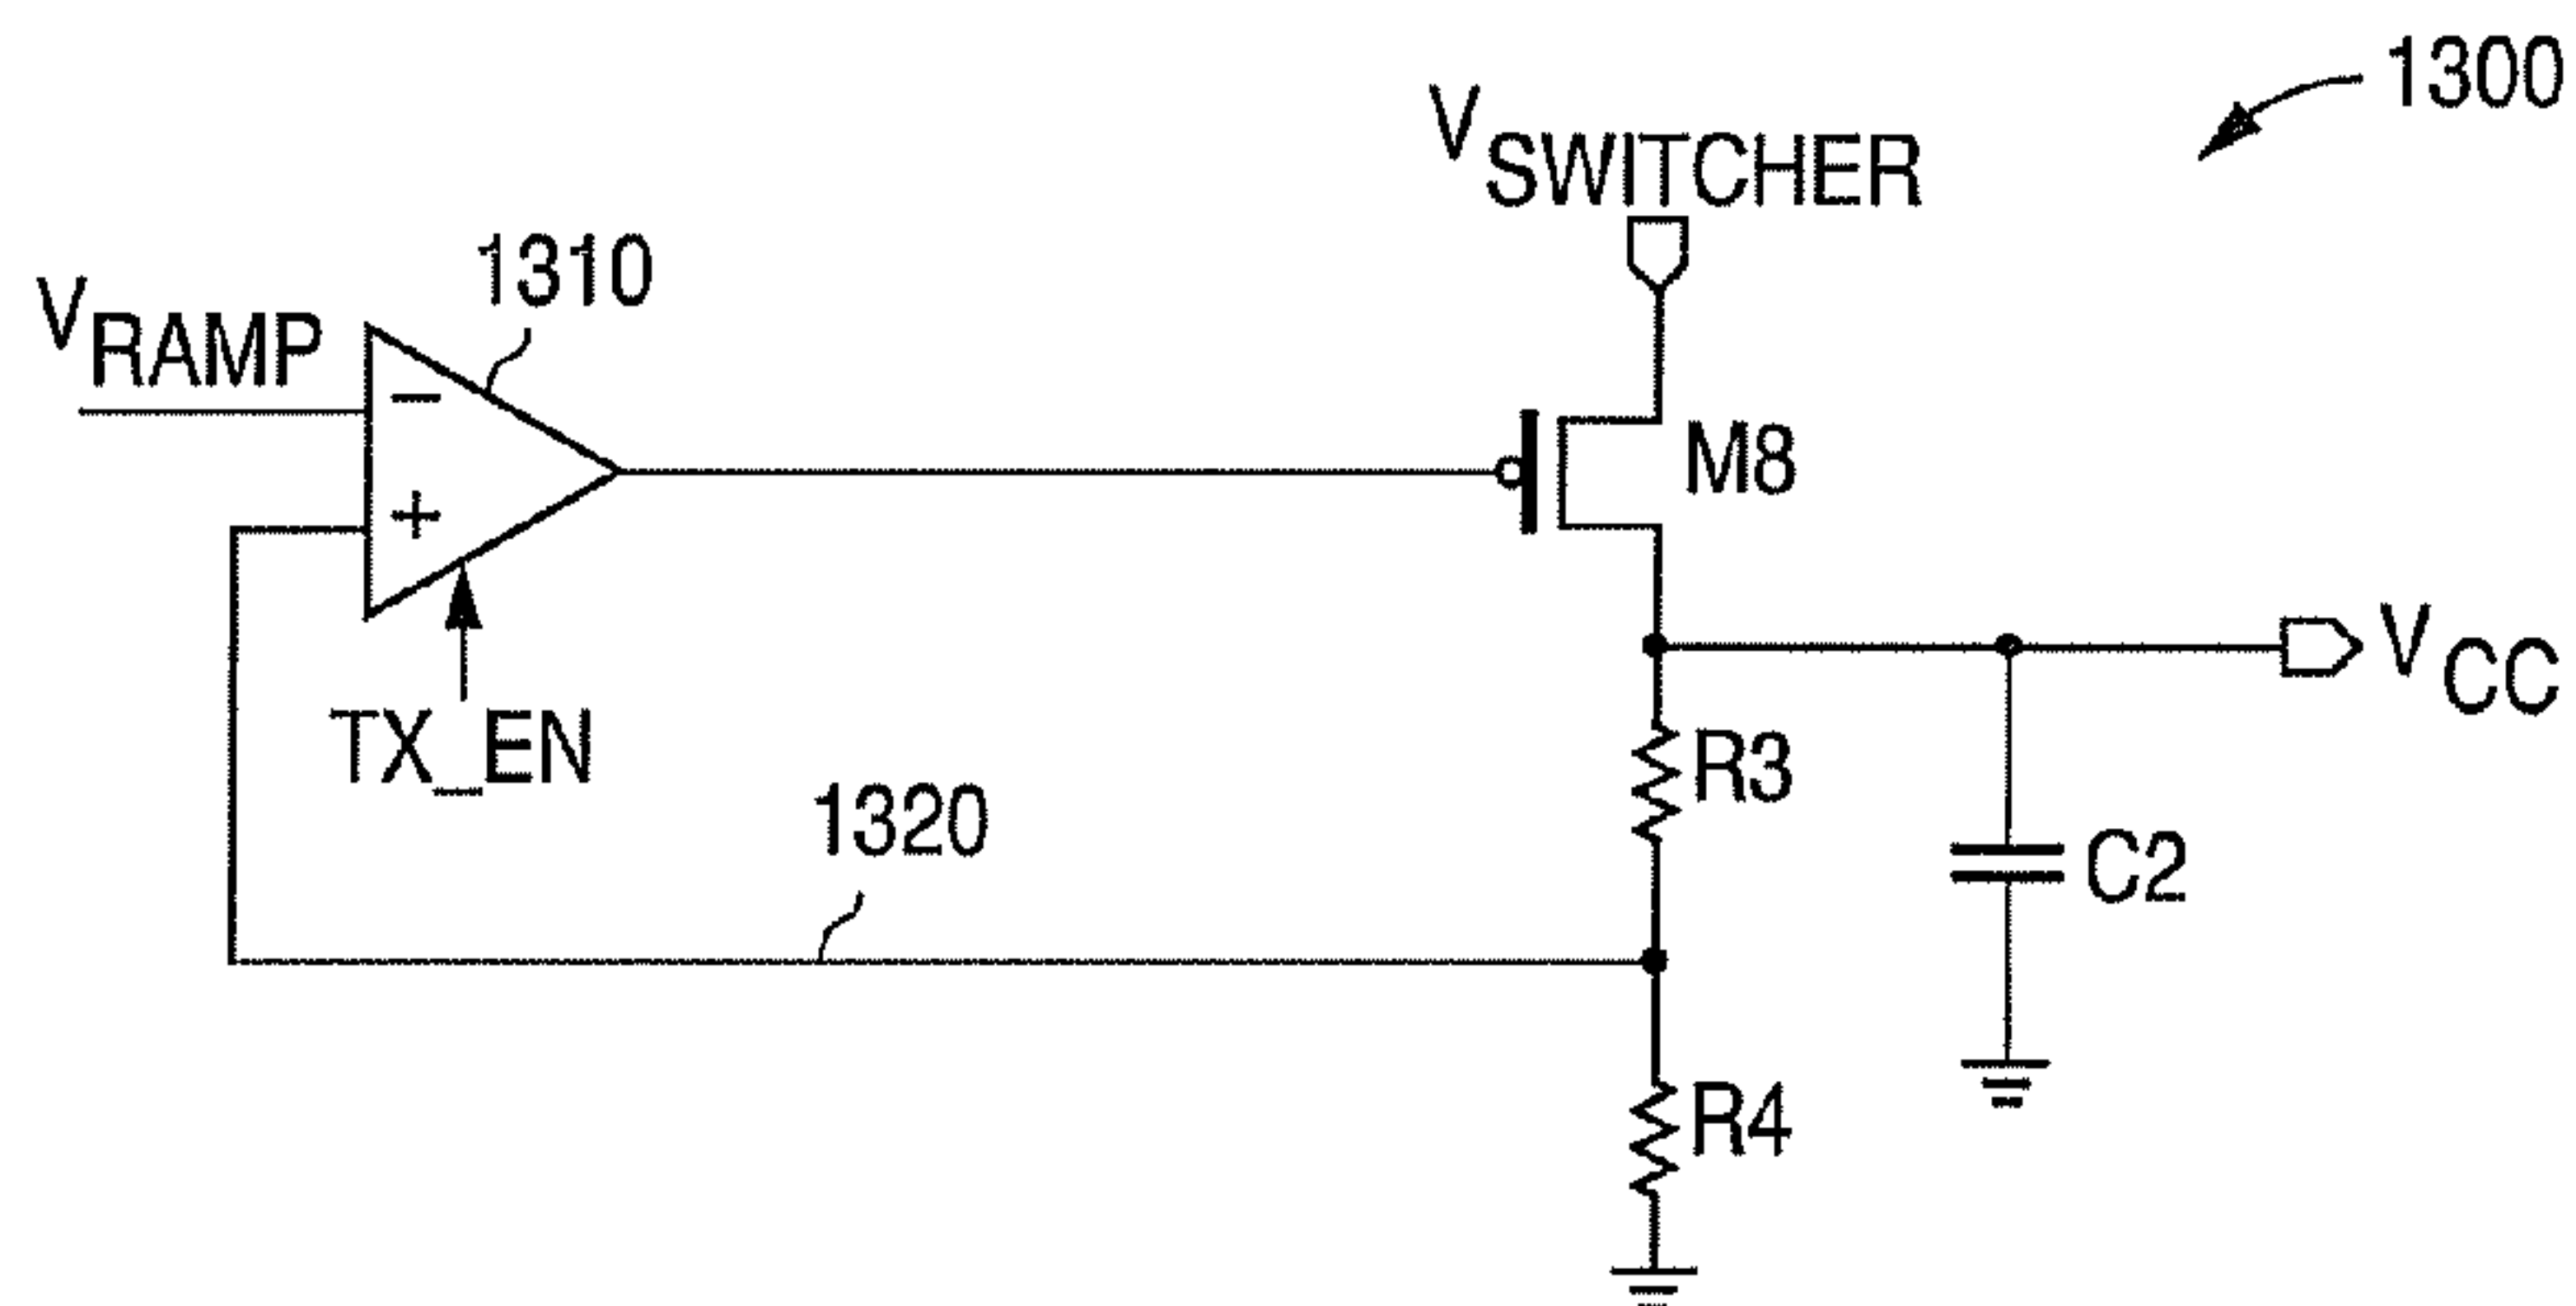 1300
VSWITCHER
1310
VRAMP
−
+
M8
TX_EN
VCC
R3
1320
C2
R4